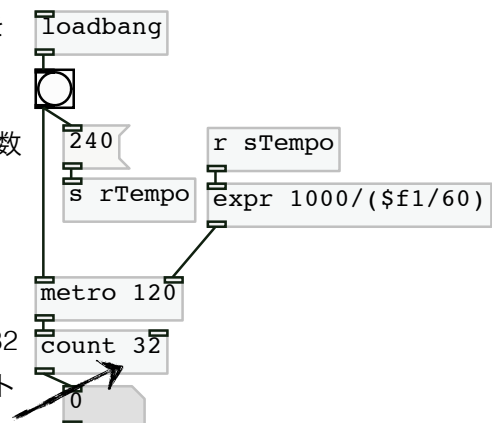 loadbang
数
240
r sTempo
s rTempo
expr 1000/($f1/60)
metro 120
32
count 32
ト
0